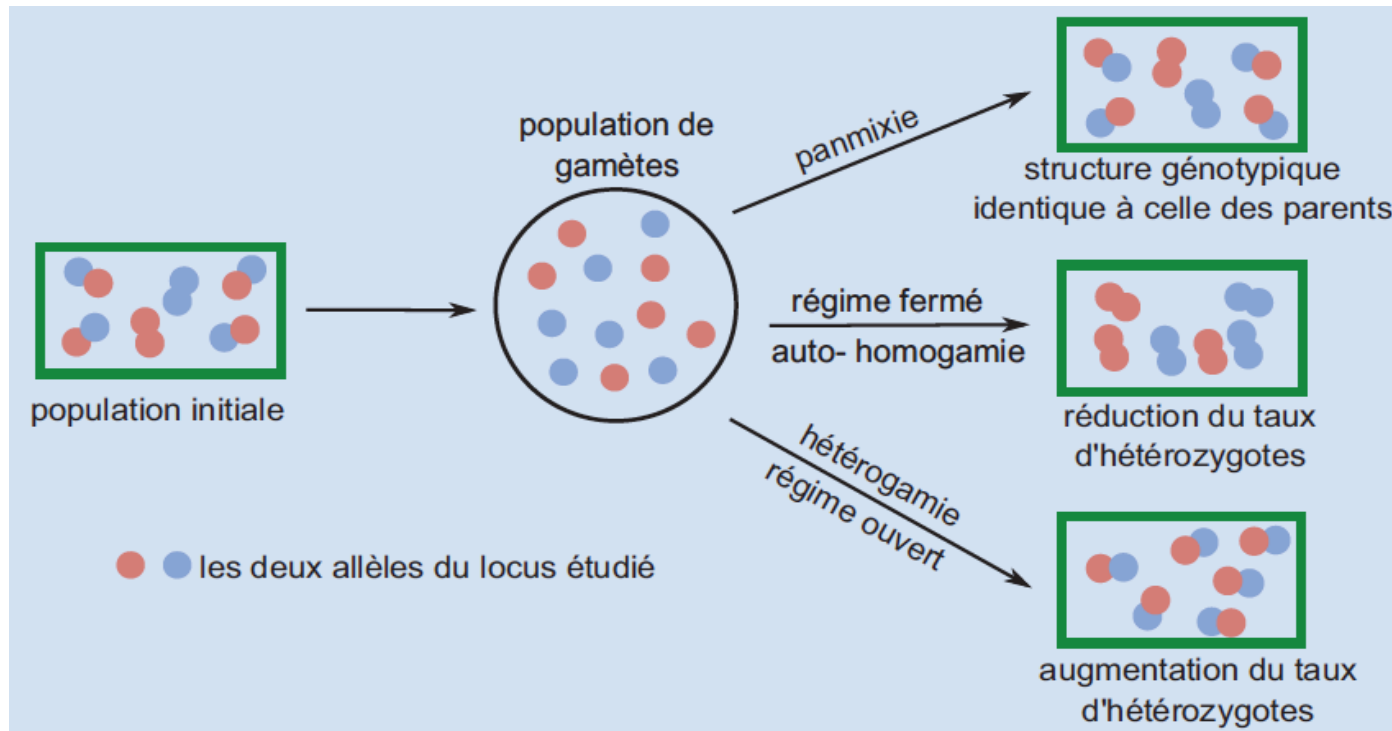 population initiale
population de
gamètes
panmixie
structure génotypique
identique à celle des parents
régime fermé
auto- homogamie
réduction du taux
d'hétérozygotes
hétérogamie
régime ouvert
augmentation du taux
d'hétérozygotes
les deux allèles du locus étudié